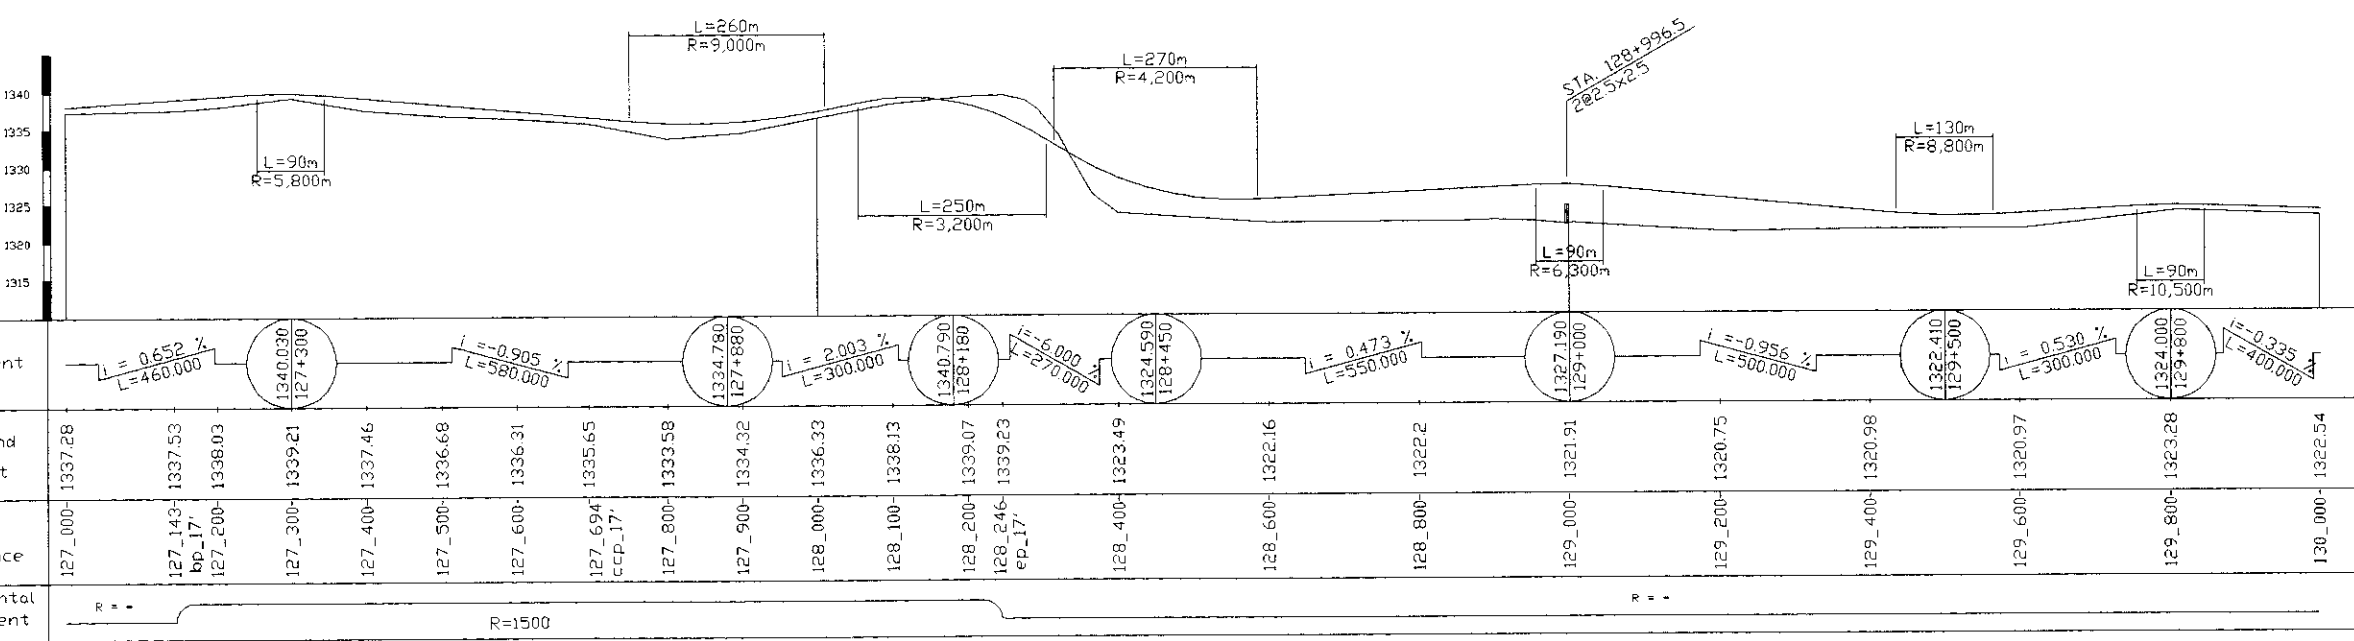 L=260m
R=9,000m
L=270m
R=4,200m
STA. 128+996.5
2@2.5x2.5
1340
1335
1330
1325
1320
1315
L=90m
R=5,800m
L=250m
R=3,200m
L=130m
R=8,800m
L=90m
R=6,300m
L=90m
R=10,500m
ent
i = 0.652 %
L=460.000
1340.030
127+300
i =-0.905 %
L=580.000
1334.780
127+880
i = 2.003 %
L=300.000
1340.790
128+180
i=-6.000 %
L=270.000
1324.590
128+450
i = 0.473 %
L=550.000
1327.190
129+000
i =-0.956 %
L=500.000
1322.410
129+500
i = 0.530 %
L=300.000
1324.000
129+800
i=-0.335 %
L=400.000
nd
t
1337.28
1337.53
1338.03
1339.21
1337.46
1336.68
1336.31
1335.65
1333.58
1334.32
1336.33
1338.13
1339.07
1339.23
1323.49
1322.16
1322.2
1321.91
1320.75
1320.98
1320.97
1323.28
1322.54
nce
127_000
127_143
bp_17'
127_200
127_300
127_400
127_500
127_600
127_694
ccp_17'
127_800
127_900
128_000
128_100
128_200
128_246
ep_17'
128_400
128_600
128_800
129_000
129_200
129_400
129_600
129_800
130_000
ntal
ent
R = -
R=1500
R = -